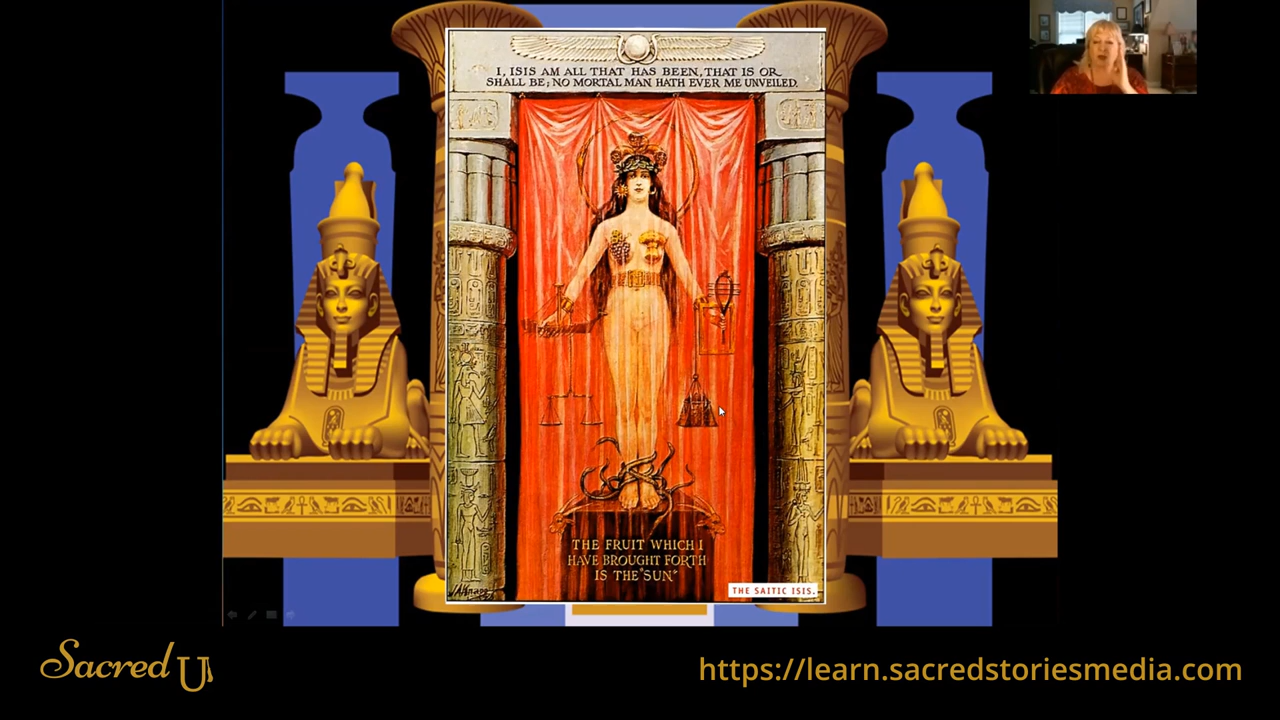 I, ISIS AM ALL THAT HAS BEEN, THAT IS OR
SHALL BE; NO MORTAL MAN HATH EVER ME UNVEILED.
THE FRUIT WHICH I
HAVE BROUGHT FORTH
IS THE "SUN"
THE SAITIC ISIS.
Sacred U
https://learn.sacredstoriesmedia.com